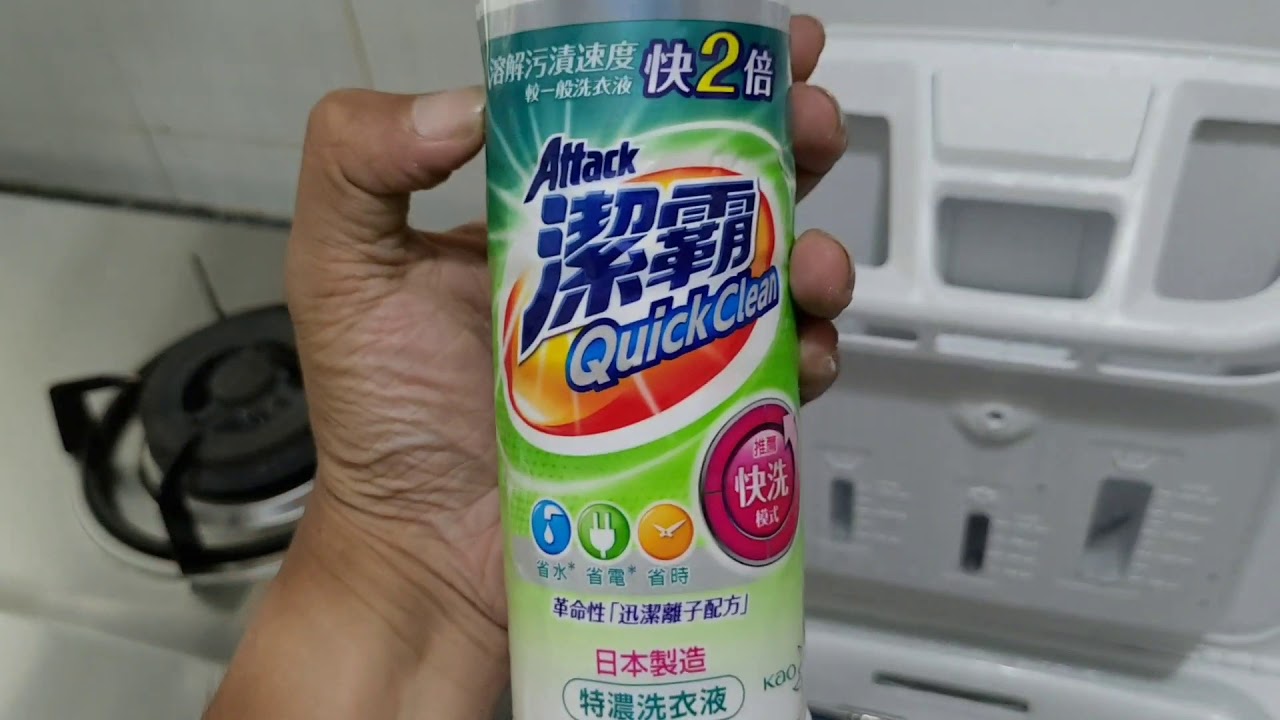 溶解污漬速度 快2倍
較一般洗衣液
Attack
潔霸
QuickClean
推薦
快洗
模式
省水* 省電* 省時
革命性「迅潔離子配方」
日本製造
特濃洗衣液
Kao